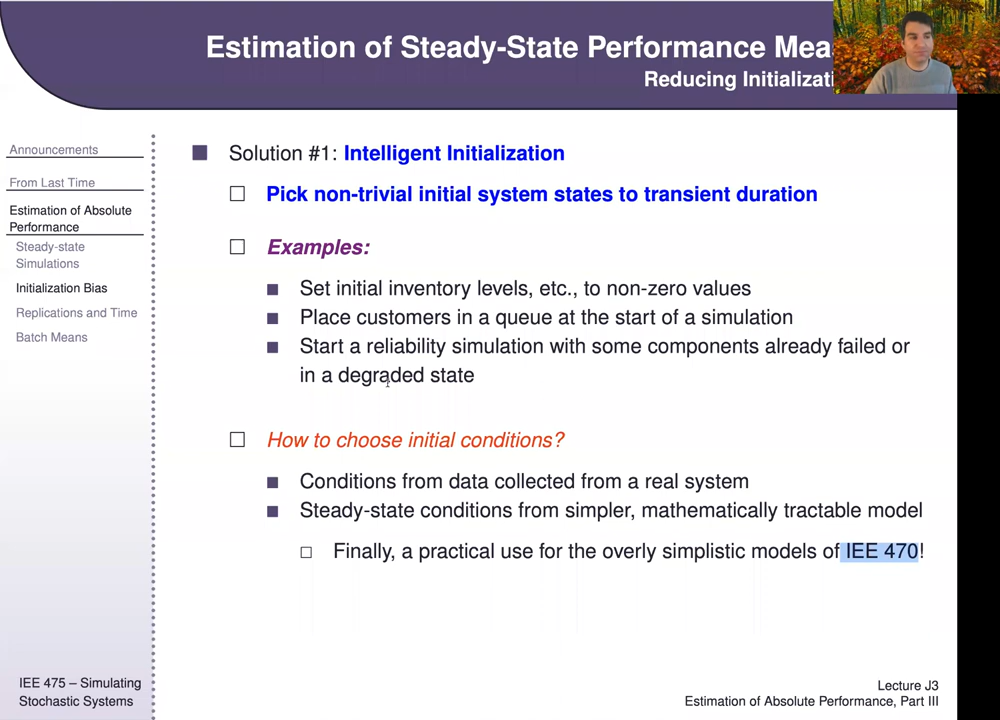 Estimation of Steady-State Performance Mea
Reducing Initializati
Announcements
From Last Time
Estimation of Absolute
Performance
Steady-state
Simulations
Initialization Bias
Replications and Time
Batch Means
Solution #1: Intelligent Initialization
Pick non-trivial initial system states to transient duration
Examples:
Set initial inventory levels, etc., to non-zero values
Place customers in a queue at the start of a simulation
Start a reliability simulation with some components already failed or
in a degraded state
How to choose initial conditions?
Conditions from data collected from a real system
Steady-state conditions from simpler, mathematically tractable model
Finally, a practical use for the overly simplistic models of IEE 470!
IEE 475 – Simulating
Stochastic Systems
Lecture J3
Estimation of Absolute Performance, Part III